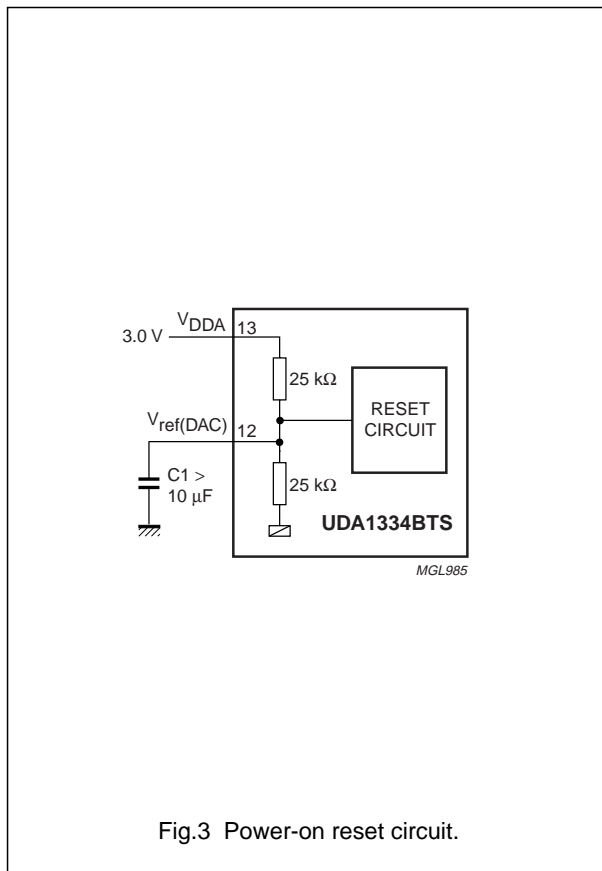 3.0 V
VDDA
13
25 kΩ
RESET
CIRCUIT
Vref(DAC)
12
C1 >
10 μF
25 kΩ
UDA1334BTS
MGL985
Fig.3 Power-on reset circuit.